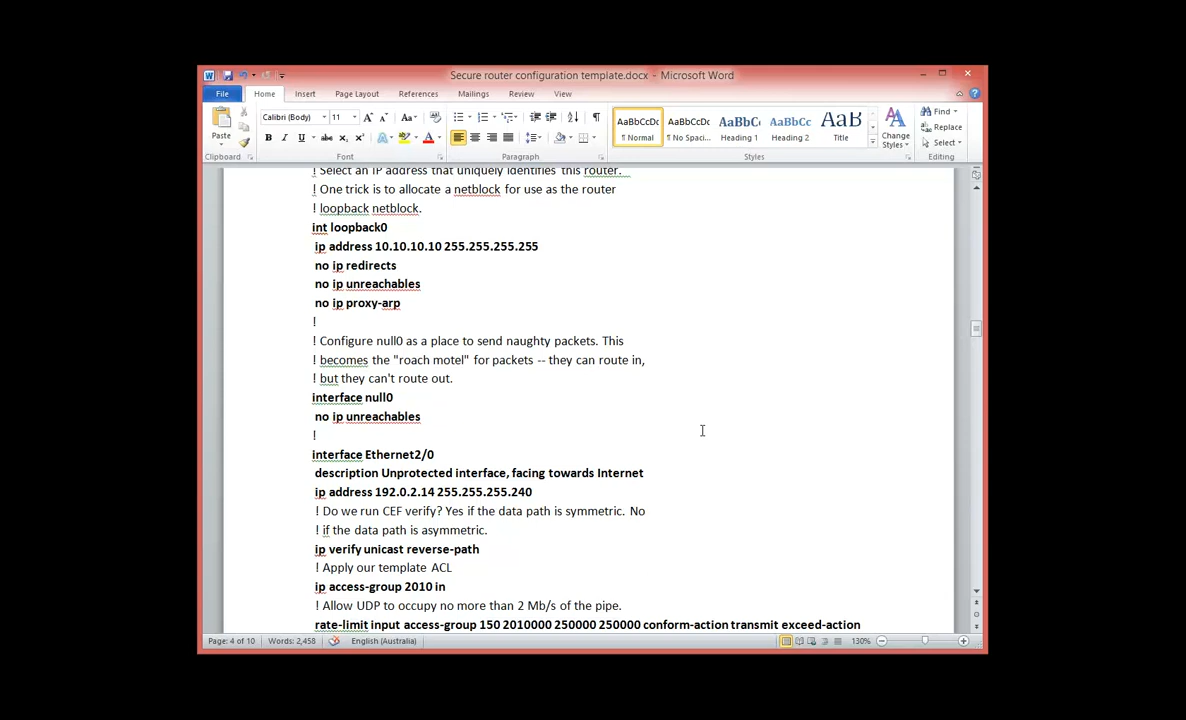 Secure router configuration template.docx - Microsoft Word
File Home Insert Page Layout References Mailings Review View
Calibri (Body) 11
Paste
AaBbCcDc AaBbCcDc AaBbC AaBbCc AaB
¶ Normal ¶ No Spaci... Heading 1 Heading 2 Title
Change Styles
Find
Replace
Select
Clipboard Font Paragraph Styles Editing
! Select an IP address that uniquely identifies this router.
! One trick is to allocate a netblock for use as the router
! loopback netblock.
int loopback0
ip address 10.10.10.10 255.255.255.255
no ip redirects
no ip unreachables
no ip proxy-arp
!
! Configure null0 as a place to send naughty packets. This
! becomes the "roach motel" for packets -- they can route in,
! but they can't route out.
interface null0
no ip unreachables
!
interface Ethernet2/0
description Unprotected interface, facing towards Internet
ip address 192.0.2.14 255.255.255.240
! Do we run CEF verify? Yes if the data path is symmetric. No
! if the data path is asymmetric.
ip verify unicast reverse-path
! Apply our template ACL
ip access-group 2010 in
! Allow UDP to occupy no more than 2 Mb/s of the pipe.
rate-limit input access-group 150 2010000 250000 250000 conform-action transmit exceed-action
Page: 4 of 10 Words: 2,458 English (Australia) 130%